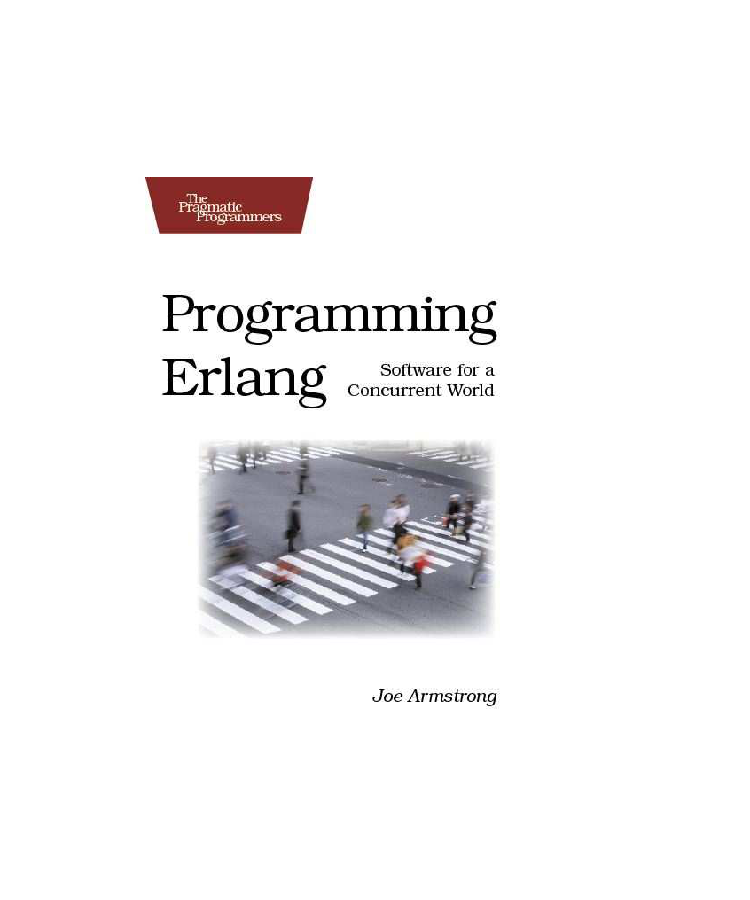 The
Pragmatic
Programmers
Programming
Erlang
Software for a
Concurrent World
Joe Armstrong